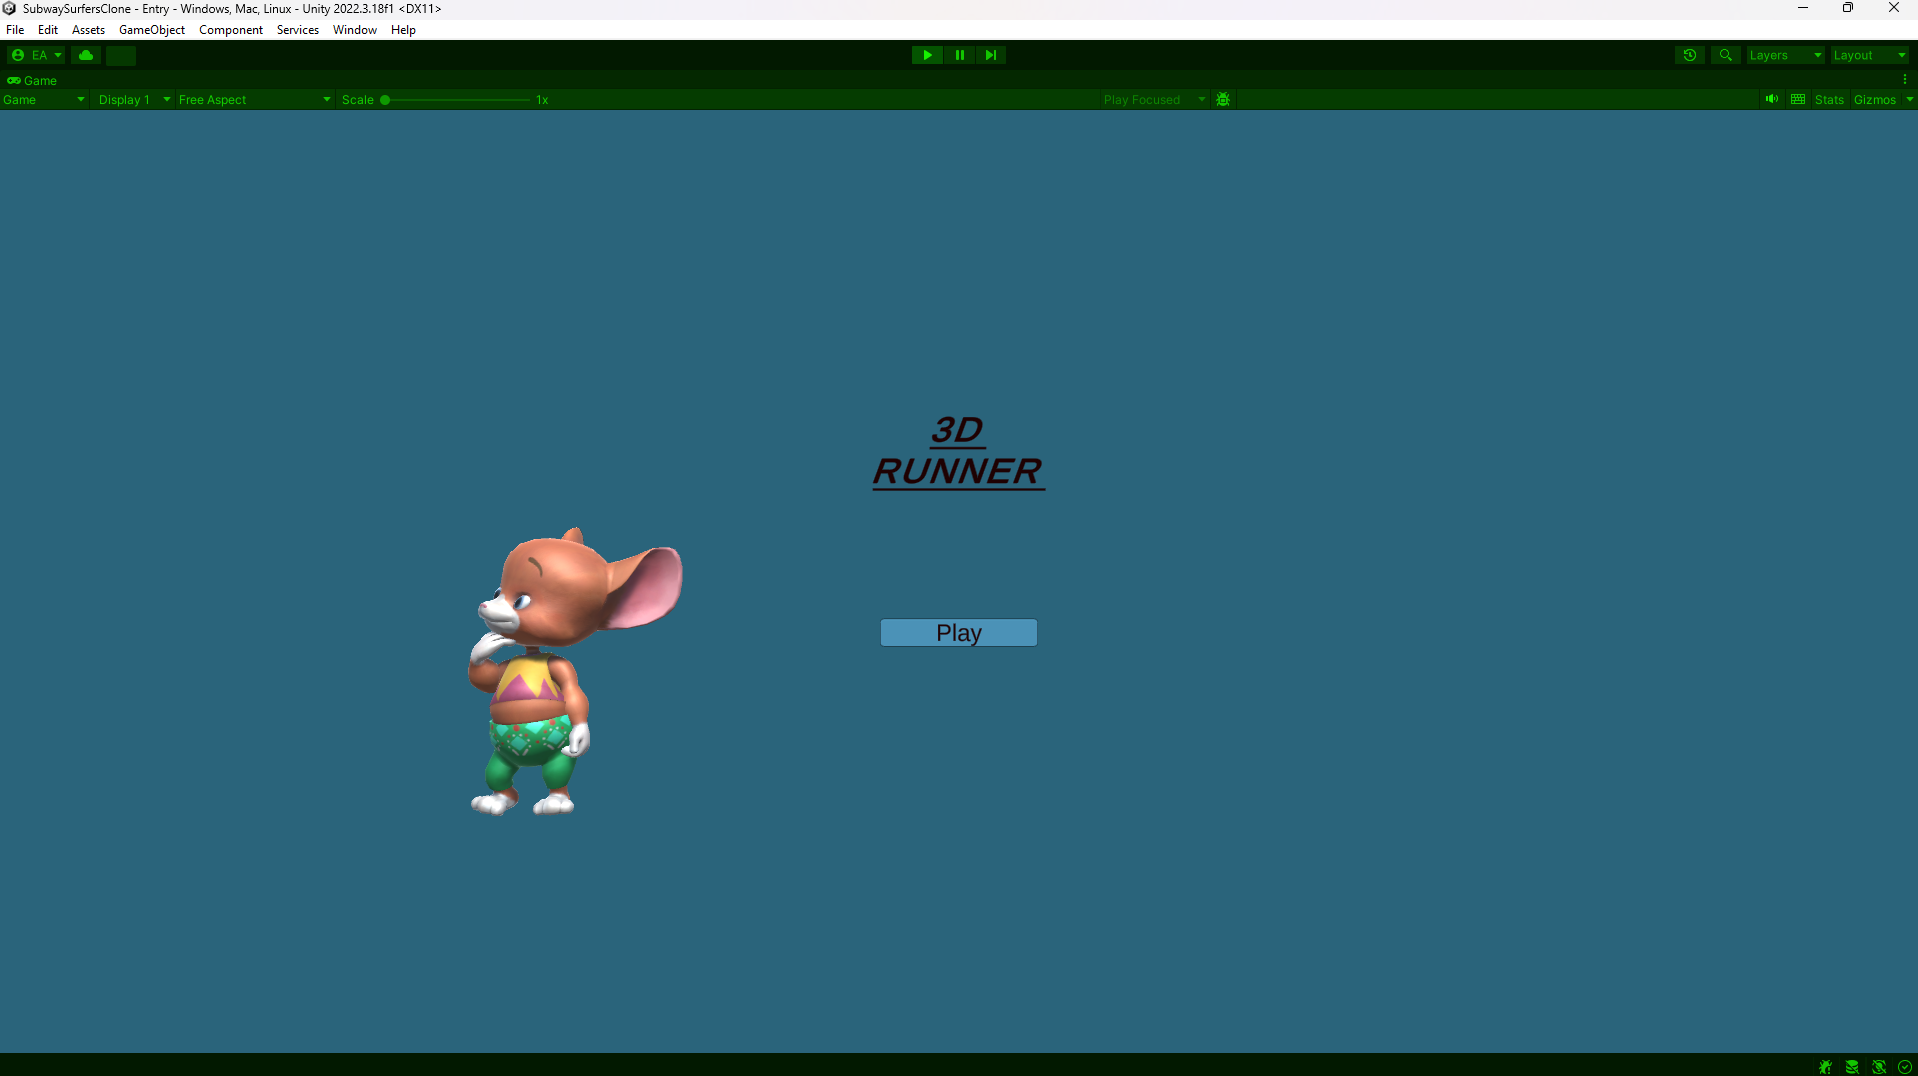 SubwaySurfersClone - Entry - Windows, Mac, Linux - Unity 2022.3.18f1 <DX11>
File Edit Assets GameObject Component Services Window Help
EA Layers Layout
Game
Game Display 1 Free Aspect Scale 1x Play Focused Stats Gizmos
3D
RUNNER
Play